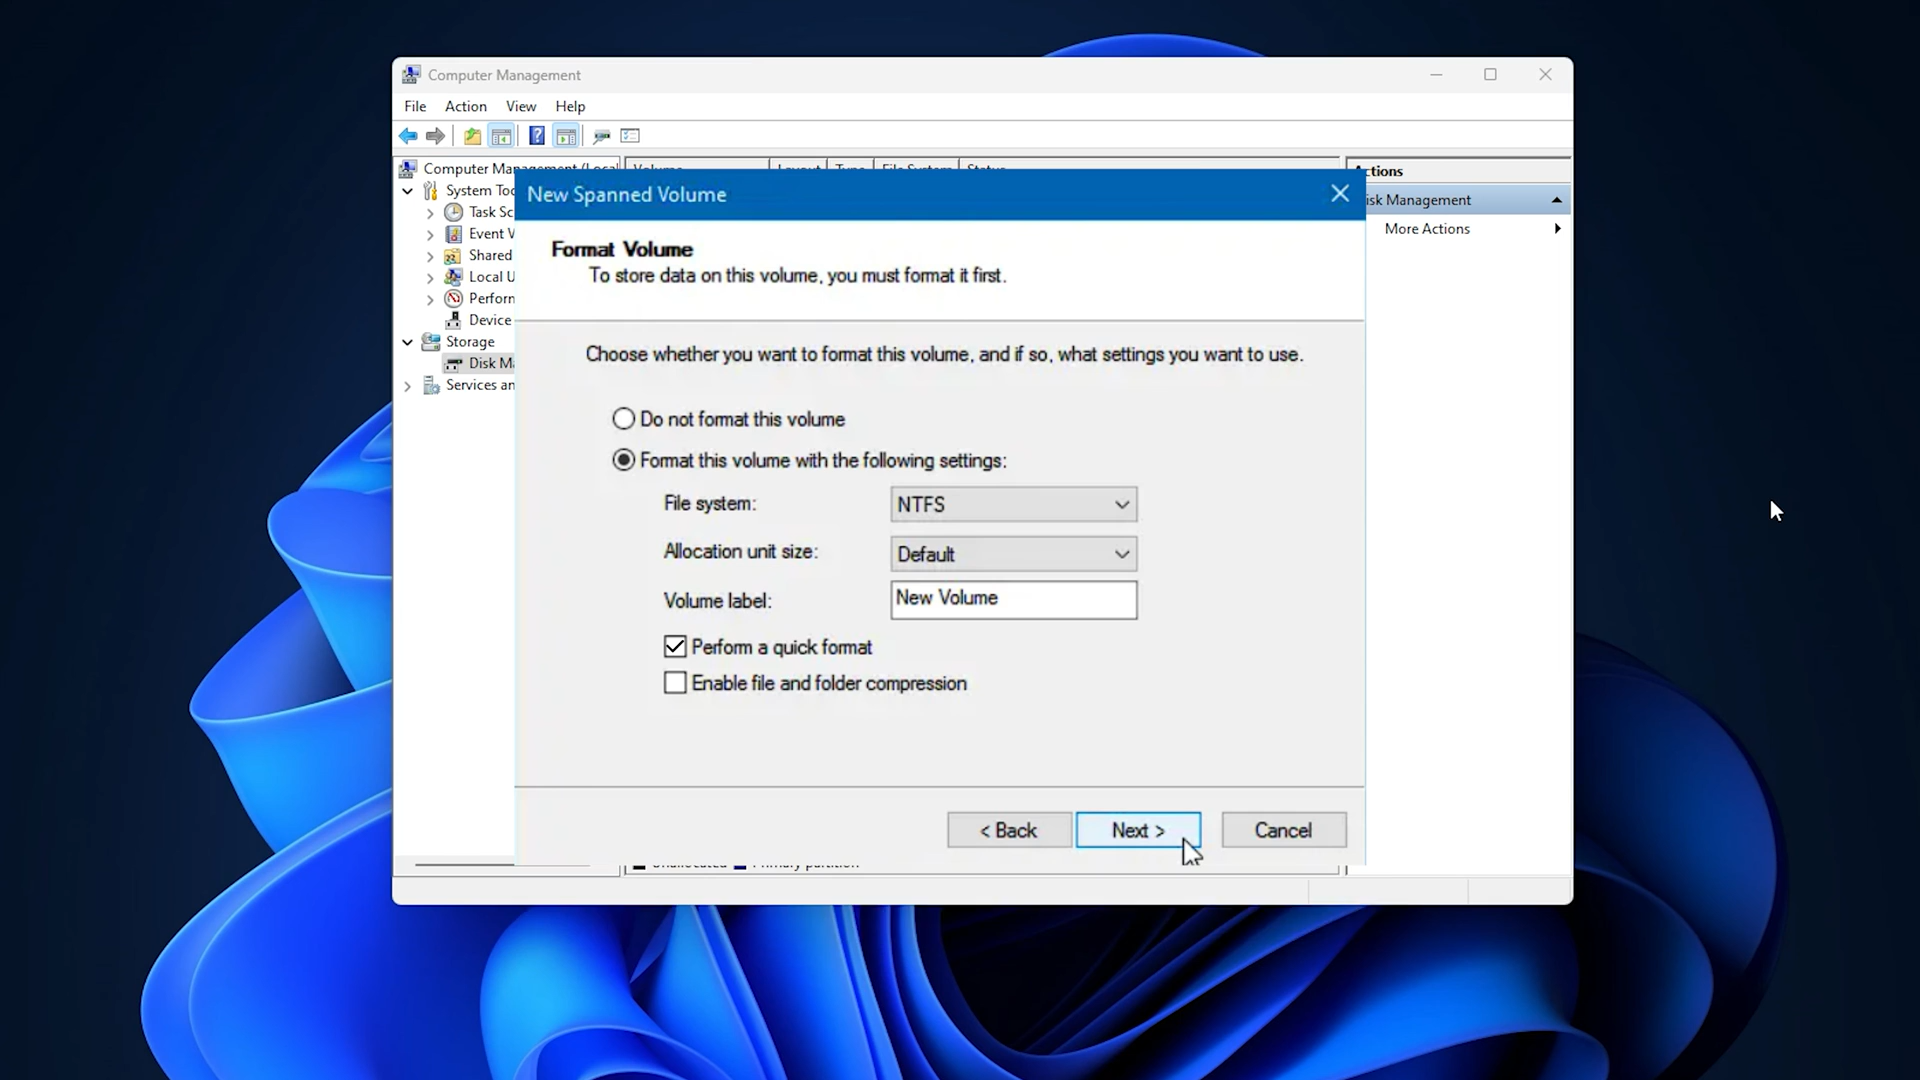 Computer Management
File Action View Help
Computer Management (Local
Volume Layout Type File System Status
System Too
Task Sc
Event V
Shared
Local U
Perforn
Device
Storage
Disk Ma
Services an
Actions
Disk Management
More Actions
New Spanned Volume
Format Volume
To store data on this volume, you must format it first.
Choose whether you want to format this volume, and if so, what settings you want to use.
Do not format this volume
Format this volume with the following settings:
File system: NTFS
Allocation unit size: Default
Volume label: New Volume
Perform a quick format
Enable file and folder compression
< Back Next > Cancel
Unallocated Primary partition